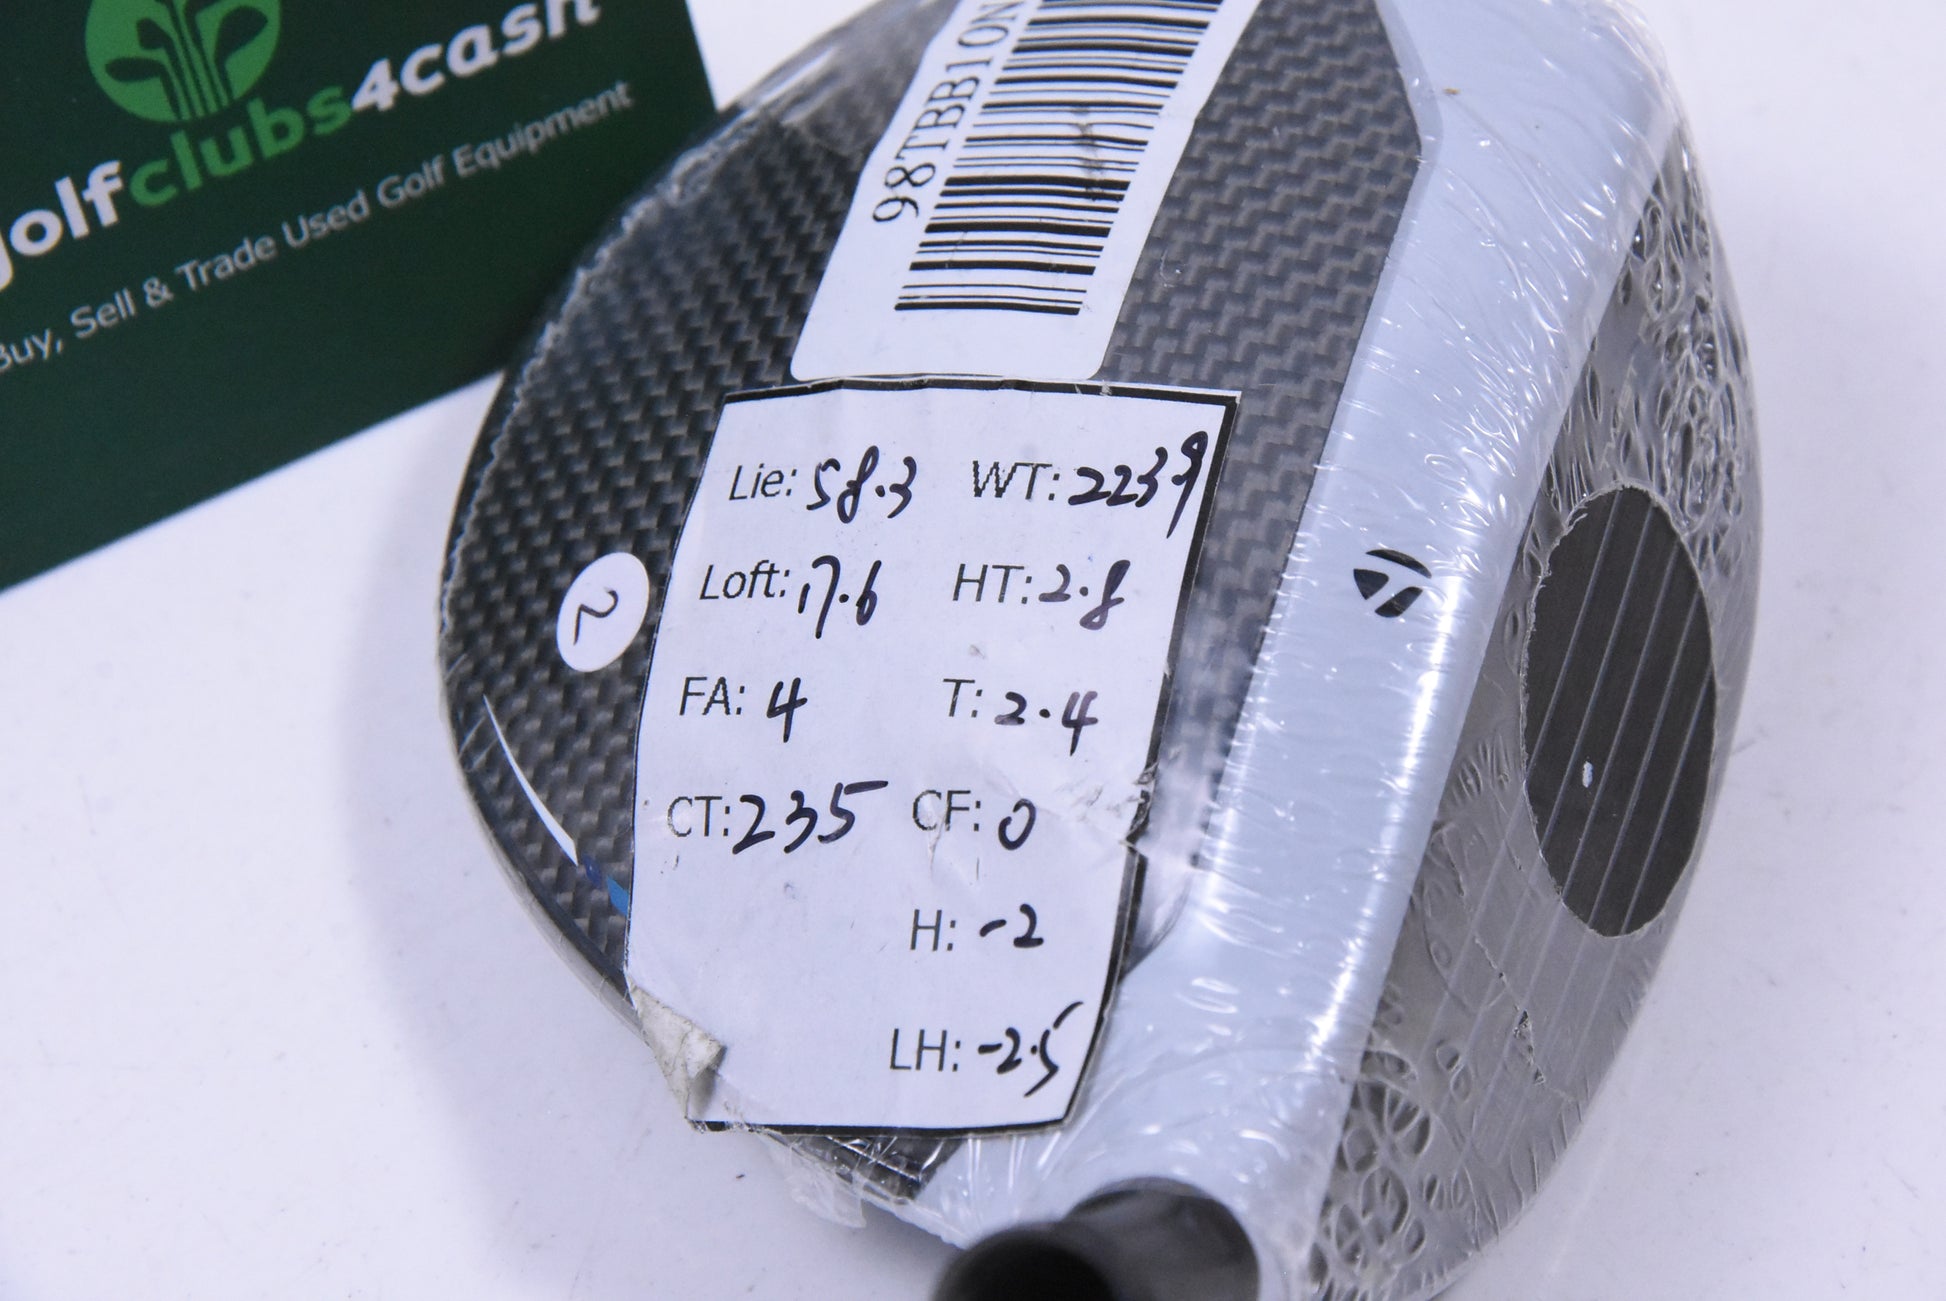 golfclubs4cash
Buy, Sell & Trade Used Golf Equipment
98TBB10N
Lie: 58.3 WT: 223.9
Loft: 17.6 HT: 2.8
2
FA: 4 T: 2.4
CT: 235 CF: 0
H: -2
LH: -2.5